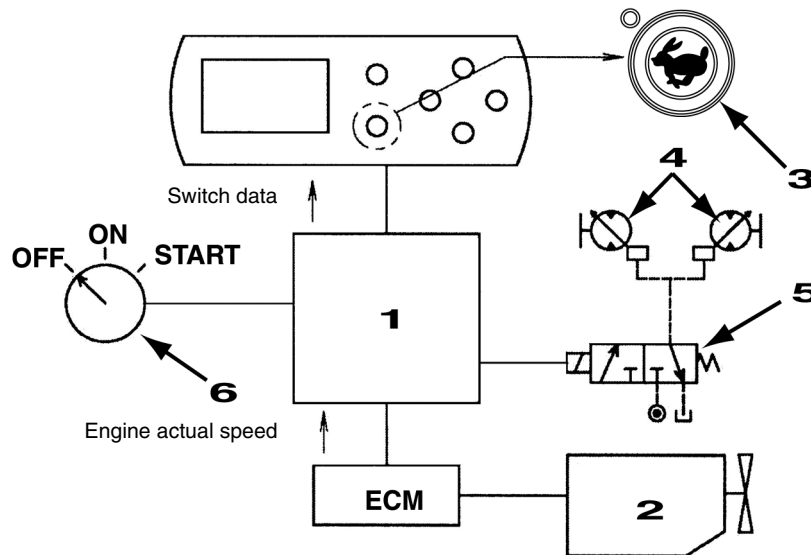 3
4
Switch data
ON
OFF
START
1
5
6
Engine actual speed
ECM
2